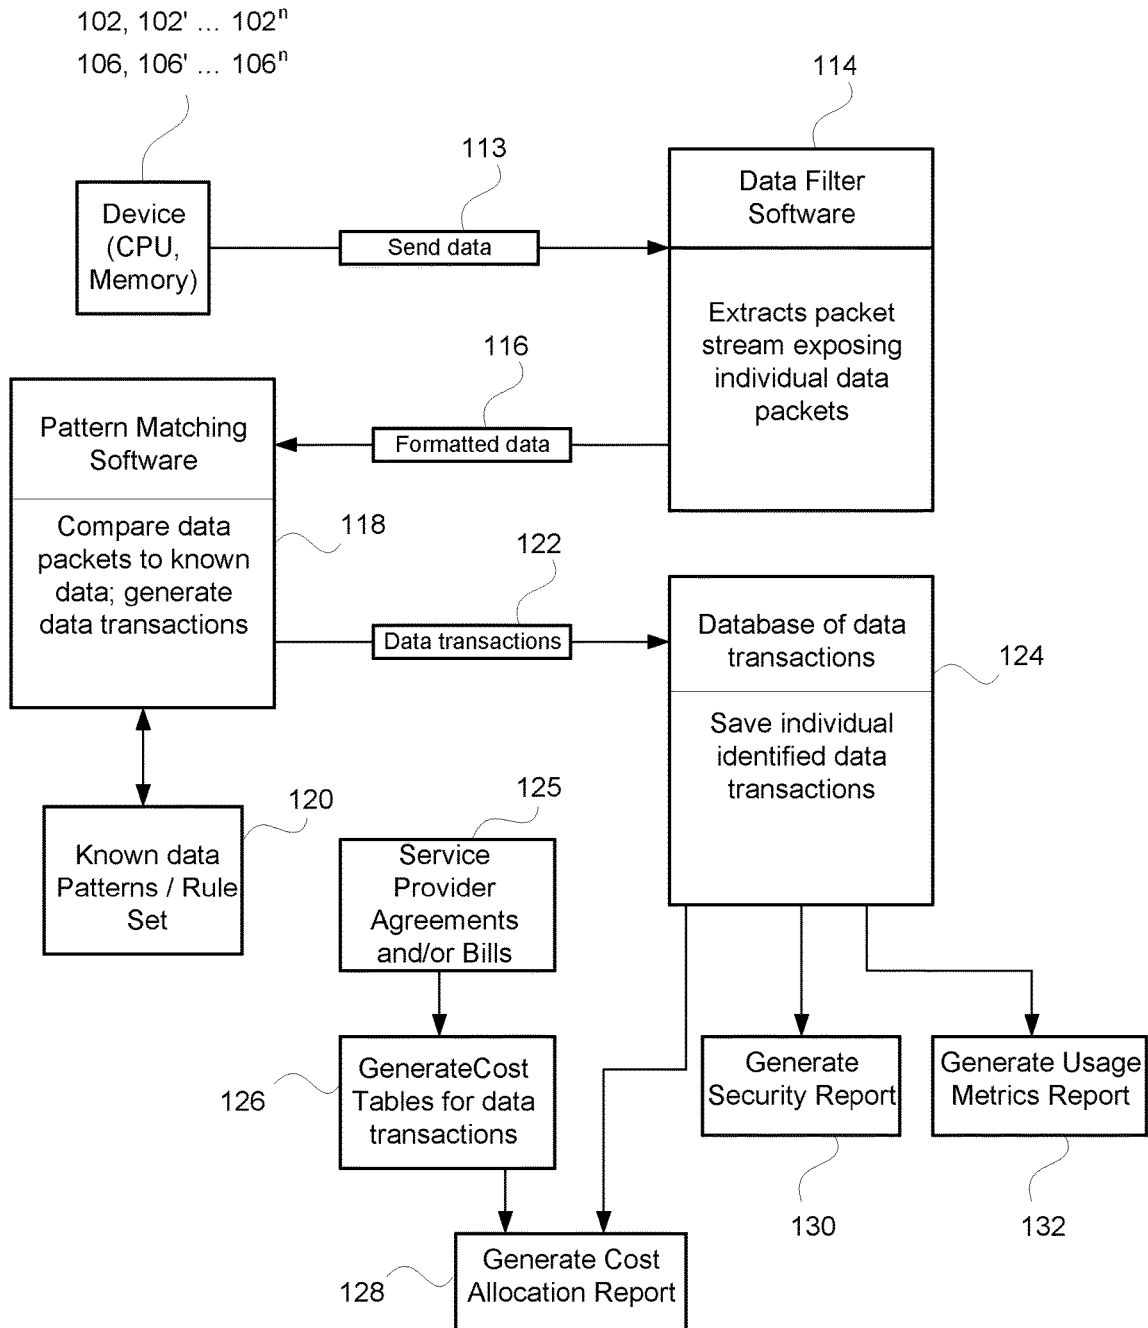 102, 102' ... 102ⁿ
106, 106' ... 106ⁿ
114
113
Device
(CPU,
Memory)
Send data
Data Filter
Software
Extracts packet
stream exposing
individual data
packets
116
Pattern Matching
Software
Formatted data
Compare data
packets to known
data; generate
data transactions
118
122
Data transactions
Database of data
transactions
124
Save individual
identified data
transactions
120
Known data
Patterns / Rule
Set
125
Service
Provider
Agreements
and/or Bills
126
GenerateCost
Tables for data
transactions
Generate
Security Report
Generate Usage
Metrics Report
130
132
128
Generate Cost
Allocation Report